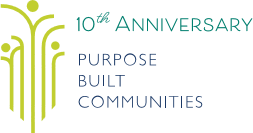 10th ANNIVERSARY
PURPOSE
BUILT
COMMUNITIES